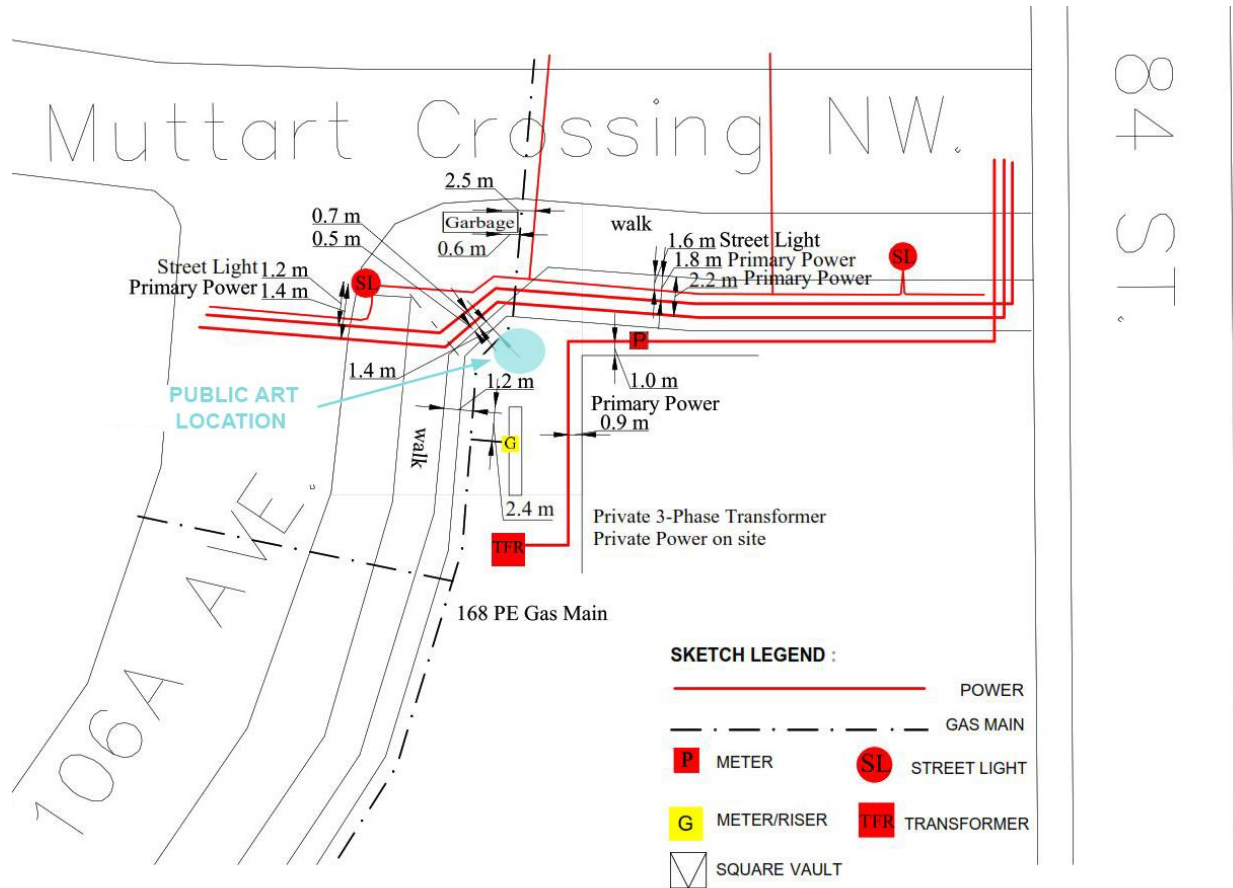 Muttart Crossing NW.
84 ST.
2.5 m
0.7 m
0.5 m
Garbage
0.6 m
walk
1.6 m Street Light
1.8 m Primary Power
2.2 m Primary Power
SL
Street Light 1.2 m
Primary Power 1.4 m
SL
P
1.4 m
1.2 m
1.0 m
Primary Power
0.9 m
PUBLIC ART
LOCATION
walk
G
2.4 m
Private 3-Phase Transformer
Private Power on site
TFR
168 PE Gas Main
106A AVE.
SKETCH LEGEND :
POWER
GAS MAIN
P METER
SL STREET LIGHT
G METER/RISER
TFR TRANSFORMER
SQUARE VAULT